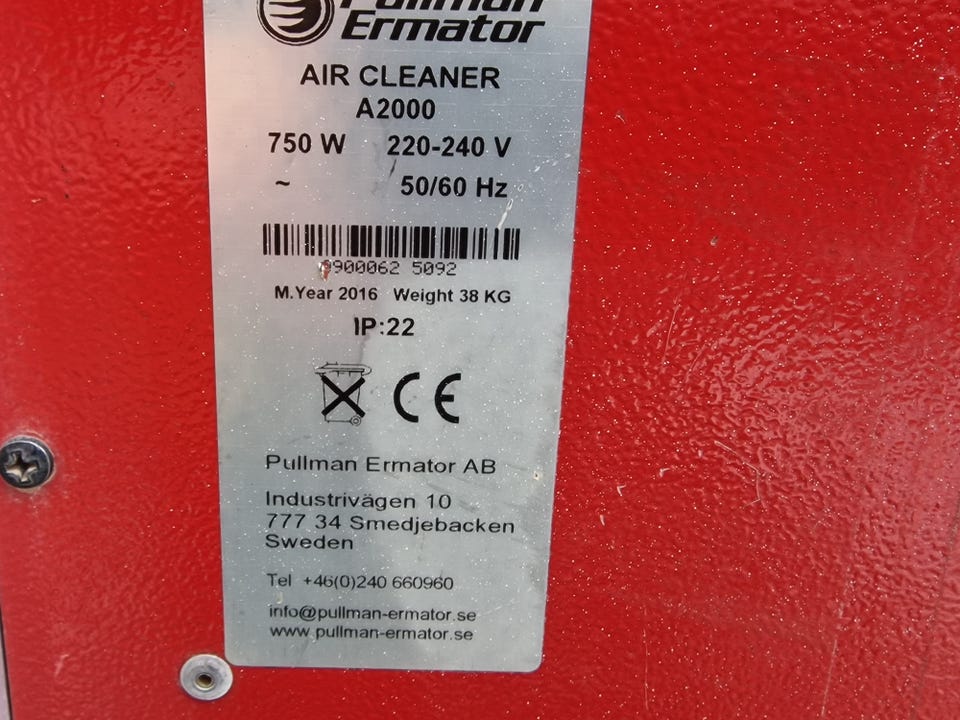 Pullman
Ermator
AIR CLEANER
A2000
750 W 220-240 V
~ 50/60 Hz
9900062 5092
M.Year 2016 Weight 38 KG
IP:22
CE
Pullman Ermator AB
Industrivägen 10
777 34 Smedjebacken
Sweden
Tel +46(0)240 660960
info@pullman-ermator.se
www.pullman-ermator.se